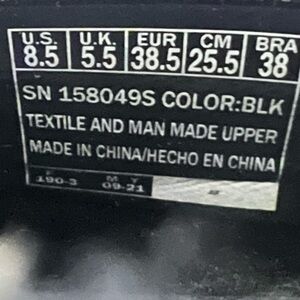 U.S. U.K. EUR CM BRA
8.5 5.5 38.5 25.5 38
SN 158049S COLOR:BLK
TEXTILE AND MAN MADE UPPER
MADE IN CHINA/HECHO EN CHINA
F M Y
190-3 09-21